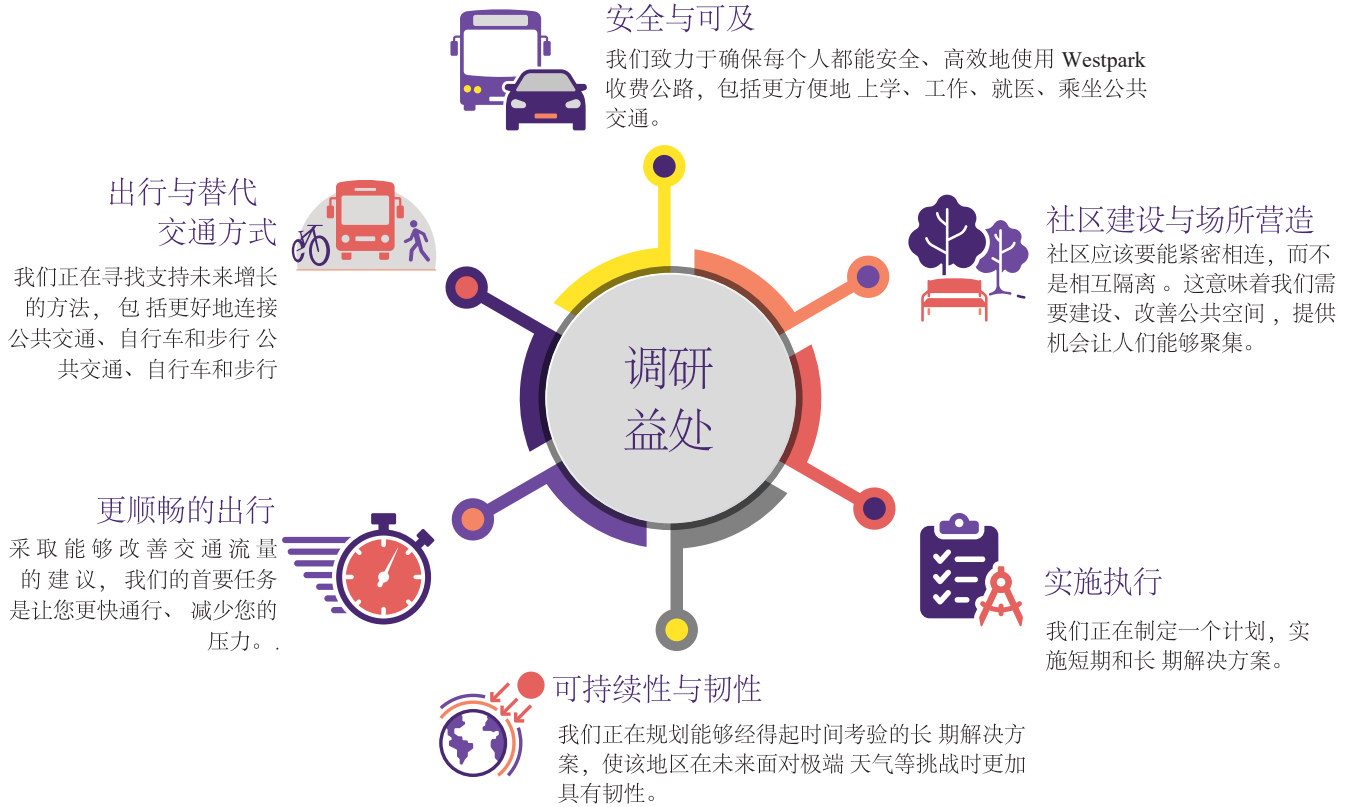 安全与可及
我们致力于确保每个人都能安全、高效地使用 Westpark
收费公路，包括更方便地 上学、工作、就医、乘坐公共
交通。
出行与替代
交通方式
我们正在寻找支持未来增长
的方法， 包 括更好地连接
公共交通、自行车和步行 公
共交通、自行车和步行
社区建设与场所营造
社区应该要能紧密相连，而不
是相互隔离 。这意味着我们需
要建设、改善公共空间 ，提供
机会让人们能够聚集。
调研
益处
更顺畅的出行
采 取 能 够 改 善 交 通 流 量
的 建 议， 我们的首要任务
是让您更快通行、 减少您的
压力。.
实施执行
我们正在制定一个计划，实
施短期和长 期解决方案。
可持续性与韧性
我们正在规划能够经得起时间考验的长 期解决方
案，使该地区在未来面对极端 天气等挑战时更加
具有韧性。